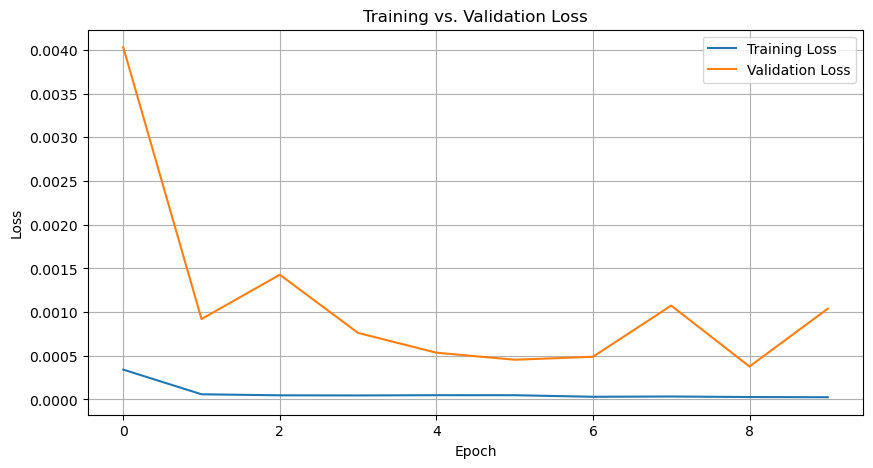 Training vs. Validation Loss
Training Loss
Validation Loss
0.0040
0.0035
0.0030
0.0025
0.0020
0.0015
0.0010
0.0005
0.0000
Loss
0 2 4 6 8
Epoch